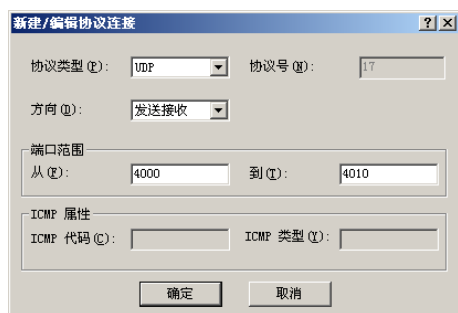 新建/编辑协议连接
协议类型(P): UDP 协议号(N): 17
方向(D): 发送接收
端口范围
从(F): 4000 到(T): 4010
ICMP 属性
ICMP 代码(C): ICMP 类型(Y):
确定 取消